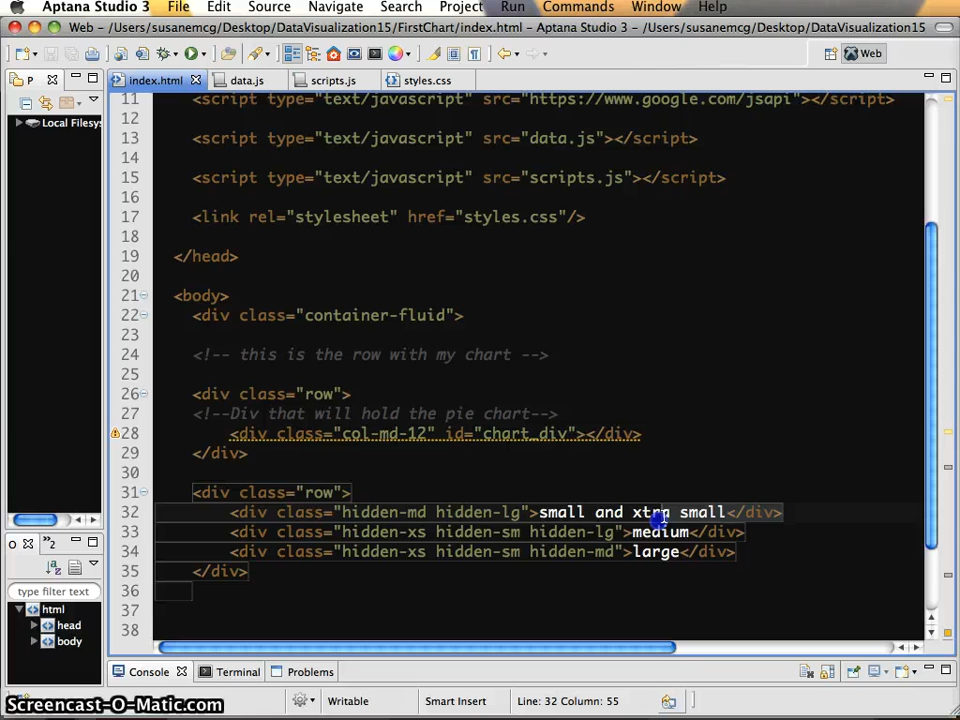 Aptana Studio 3 File Edit Source Navigate Search Project Run Commands Window Help
Web – /Users/susanemcg/Desktop/DataVisualization15/FirstChart/index.html – Aptana Studio 3 – /Users/susanemcg/Desktop/DataVisualization15
Web
P index.html data.js scripts.js styles.css
Local Filesys
11 <script type="text/javascript" src="https://www.google.com/jsapi"></script>
12
13 <script type="text/javascript" src="data.js"></script>
14
15 <script type="text/javascript" src="scripts.js"></script>
16
17 <link rel="stylesheet" href="styles.css"/>
18
19 </head>
20
21 <body>
22 <div class="container-fluid">
23
24 <!-- this is the row with my chart -->
25
26 <div class="row">
27 <!--Div that will hold the pie chart-->
28 <div class="col-md-12" id="chart_div"></div>
29 </div>
30
31 <div class="row">
32 <div class="hidden-md hidden-lg">small and xtra small</div>
33 <div class="hidden-xs hidden-sm hidden-lg">medium</div>
34 <div class="hidden-xs hidden-sm hidden-md">large</div>
35 </div>
36
37
38
O »2
type filter text
html
head
body
Console Terminal Problems
Writable Smart Insert Line: 32 Column: 55
Screencast-O-Matic.com